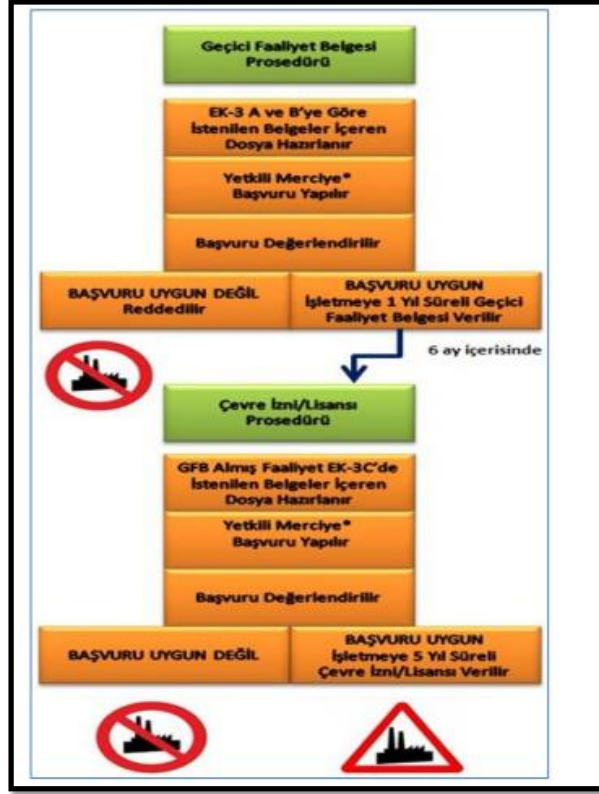 Geçici Faaliyet Belgesi
Prosedürü
EK-3 A ve B'ye Göre
İstenilen Belgeler İçeren
Dosya Hazırlanır
Yetkili Merciye*
Başvuru Yapılır
Başvuru Değerlendirilir
BAŞVURU UYGUN DEĞİL
Reddedilir
BAŞVURU UYGUN
İşletmeye 1 Yıl Süreli Geçici
Faaliyet Belgesi Verilir
6 ay içerisinde
Çevre İzni/Lisansı
Prosedürü
GFB Almış Faaliyet EK-3C'de
İstenilen Belgeler İçeren
Dosya Hazırlanır
Yetkili Merciye*
Başvuru Yapılır
Başvuru Değerlendirilir
BAŞVURU UYGUN DEĞİL
BAŞVURU UYGUN
İşletmeye 5 Yıl Süreli
Çevre İzni/Lisansı Verilir